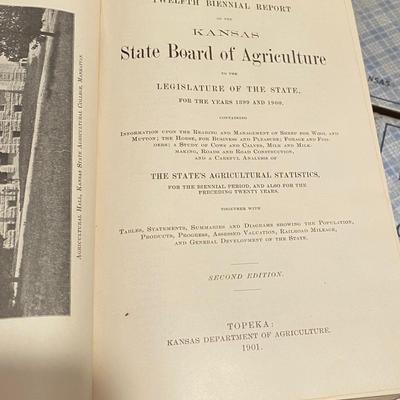 TWELFTH BIENNIAL REPORT
OF THE
KANSAS
State Board of Agriculture
TO THE
LEGISLATURE OF THE STATE,
FOR THE YEARS 1899 AND 1900,
CONTAINING
INFORMATION UPON THE REARING AND MANAGEMENT OF SHEEP FOR WOOL AND
MUTTON; THE HORSE, FOR BUSINESS AND PLEASURE; FORAGE AND FOD-
DERS; A STUDY OF COWS AND CALVES, MILK AND MILK-
MAKING, ROADS AND ROAD CONSTRUCTION,
AND A CAREFUL ANALYSIS OF
THE STATE'S AGRICULTURAL STATISTICS,
FOR THE BIENNIAL PERIOD, AND ALSO FOR THE
PRECEDING TWENTY YEARS,
TOGETHER WITH
TABLES, STATEMENTS, SUMMARIES AND DIAGRAMS SHOWING THE POPULATION,
PRODUCTS, PROGRESS, ASSESSED VALUATION, RAILROAD MILEAGE,
AND GENERAL DEVELOPMENT OF THE STATE.
SECOND EDITION.
TOPEKA:
KANSAS DEPARTMENT OF AGRICULTURE.
1901.
AGRICULTURAL HALL, KANSAS STATE AGRICULTURAL COLLEGE, MANHATTAN.